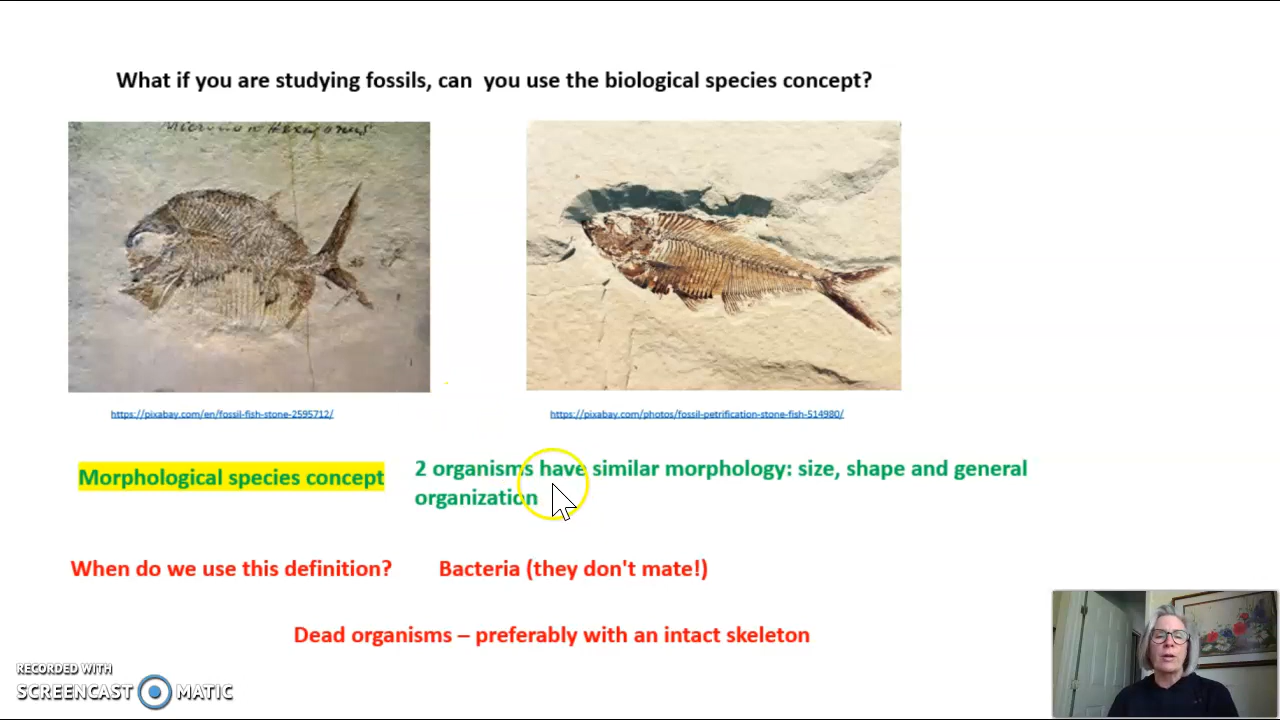 What if you are studying fossils, can you use the biological species concept?
https://pixabay.com/en/fossil-fish-stone-2595712/
https://pixabay.com/photos/fossil-petrification-stone-fish-514980/
Morphological species concept
2 organisms have similar morphology: size, shape and general
organization
When do we use this definition?
Bacteria (they don't mate!)
Dead organisms – preferably with an intact skeleton
RECORDED WITH
SCREENCAST MATIC